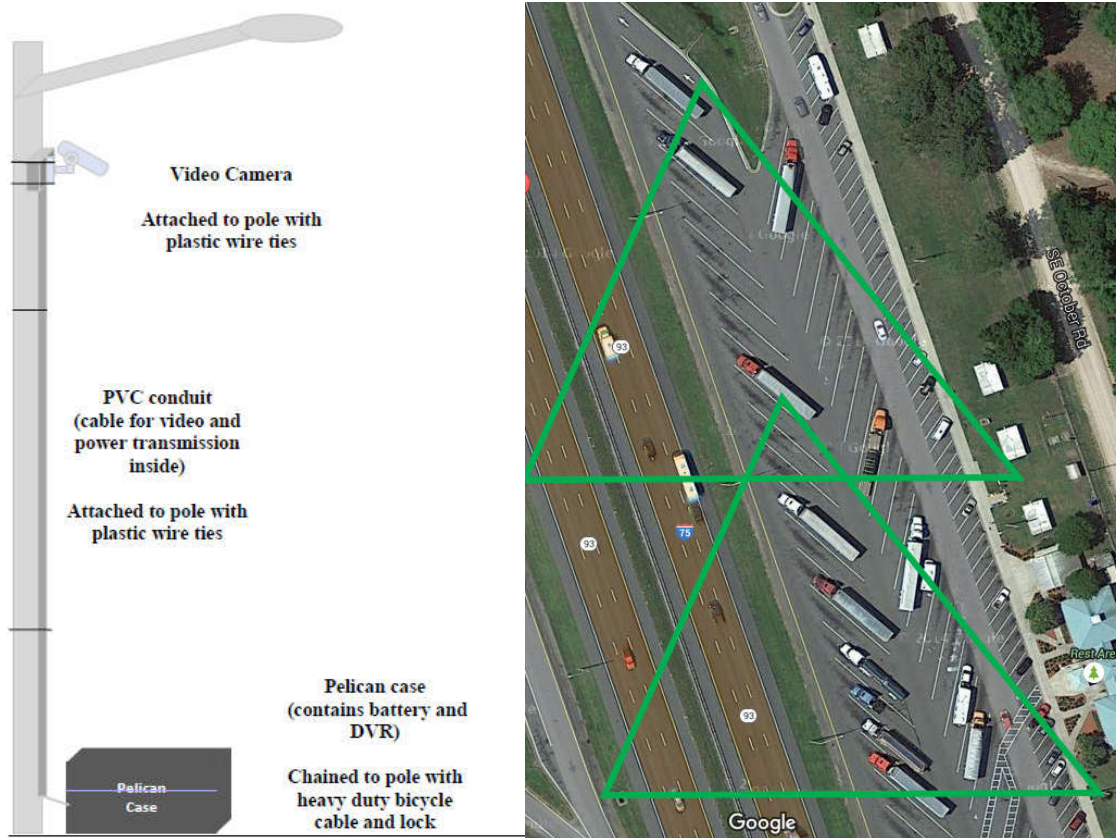 Video Camera
Attached to pole with
plastic wire ties
PVC conduit
(cable for video and
power transmission
inside)
Attached to pole with
plastic wire ties
Pelican case
(contains battery and
DVR)
Chained to pole with
heavy duty bicycle
cable and lock
Pelican
Case
Google
SE October Rd
93
75
93
93
Rest Are
Google